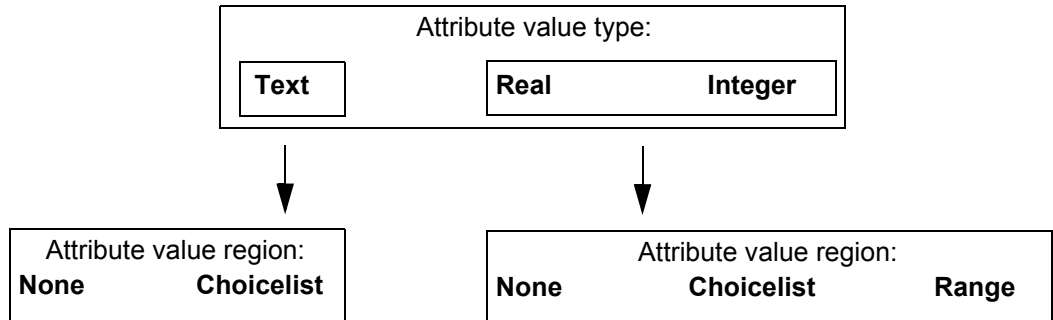 Attribute value type:
Text Real Integer
Attribute value region:
None Choicelist
Attribute value region:
None Choicelist Range